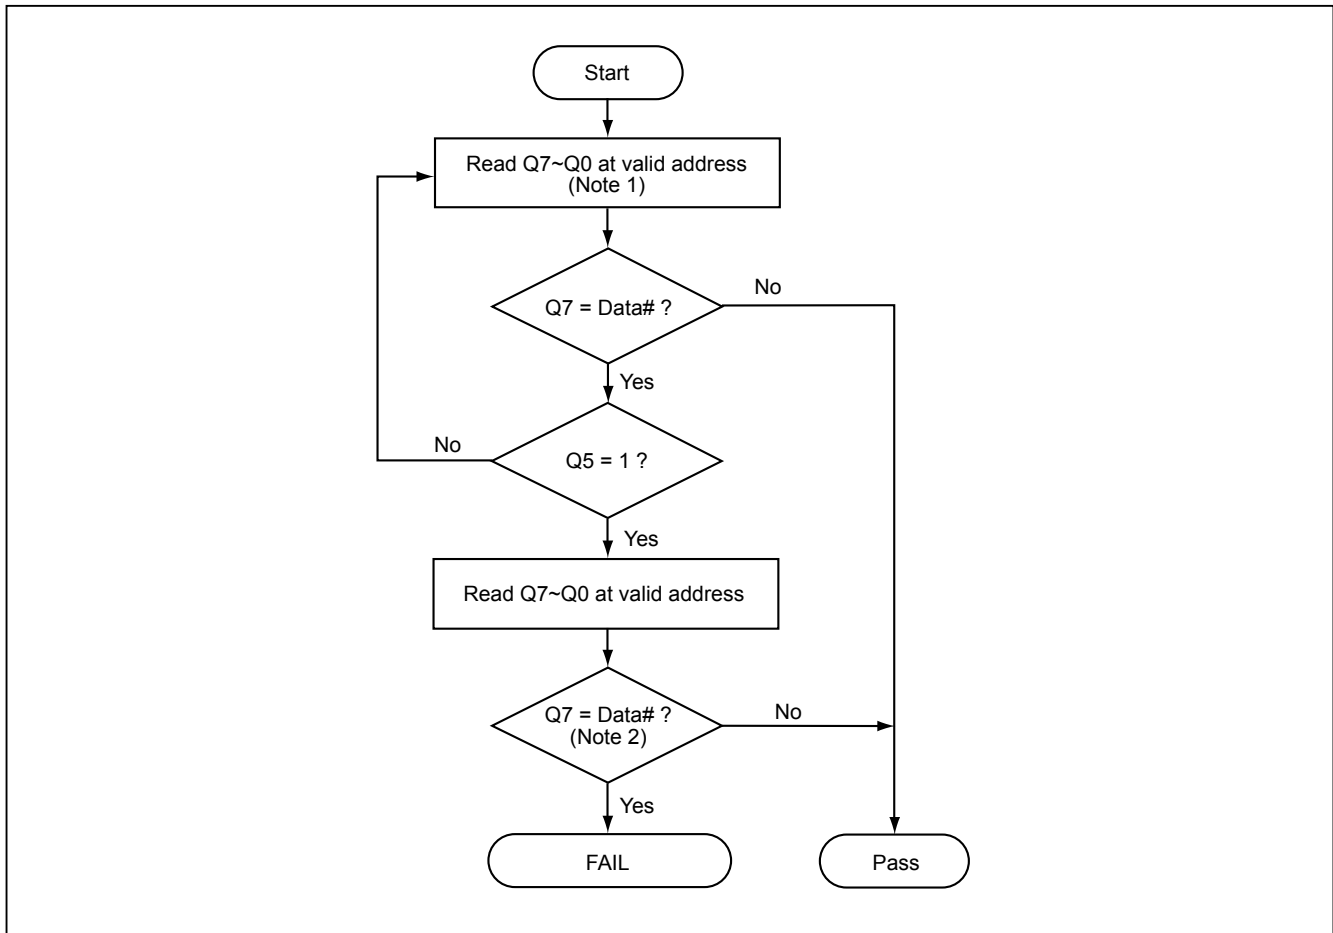 Start
Read Q7~Q0 at valid address
(Note 1)
Q7 = Data# ?
No
Yes
No
Q5 = 1 ?
Yes
Read Q7~Q0 at valid address
Q7 = Data# ?
(Note 2)
No
Yes
FAIL
Pass